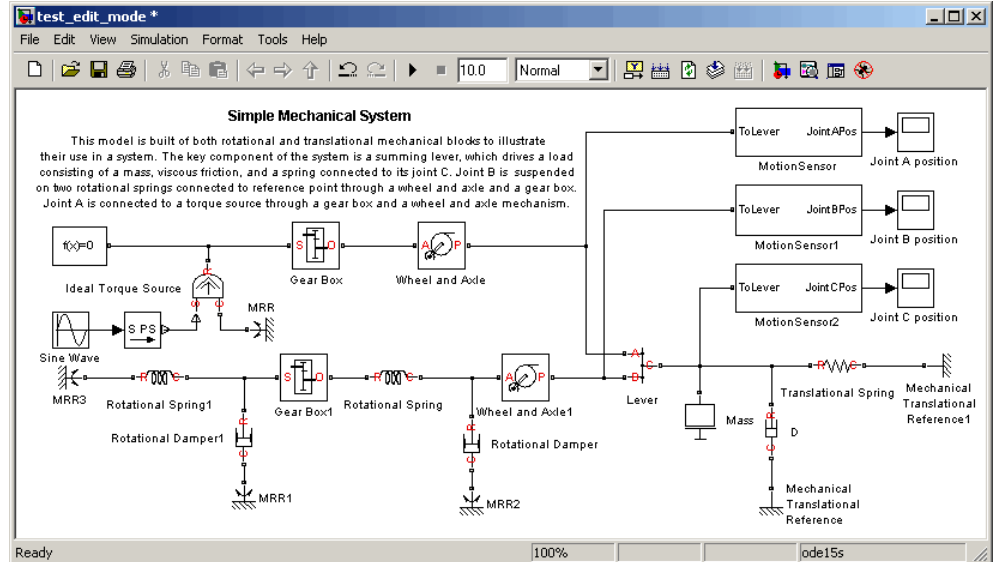 test_edit_mode *
File Edit View Simulation Format Tools Help
10.0 Normal
Simple Mechanical System
This model is built of both rotational and translational mechanical blocks to illustrate
their use in a system. The key component of the system is a summing lever, which drives a load
consisting of a mass, viscous friction, and a spring connected to its joint C. Joint B is suspended
on two rotational springs connected to reference point through a wheel and axle and a gear box.
Joint A is connected to a torque source through a gear box and a wheel and axle mechanism.
ToLever JointAPos
MotionSensor
Joint A position
ToLever JointBPos
MotionSensor1
Joint B position
ToLever JointCPos
MotionSensor2
Joint C position
f(x)=0
S O
Gear Box
A P
Wheel and Axle
Ideal Torque Source
R
S C
MRR
Sine Wave
S PS
MRR3
R C
Rotational Spring1
S O
Gear Box1
R C
Rotational Spring
A P
Wheel and Axle1
A
B
C
Lever
R C
Translational Spring
Mechanical
Translational
Reference1
Mass
R
C
D
Rotational Damper1
R
C
MRR1
Rotational Damper
R
C
MRR2
Mechanical
Translational
Reference
Ready 100% ode15s